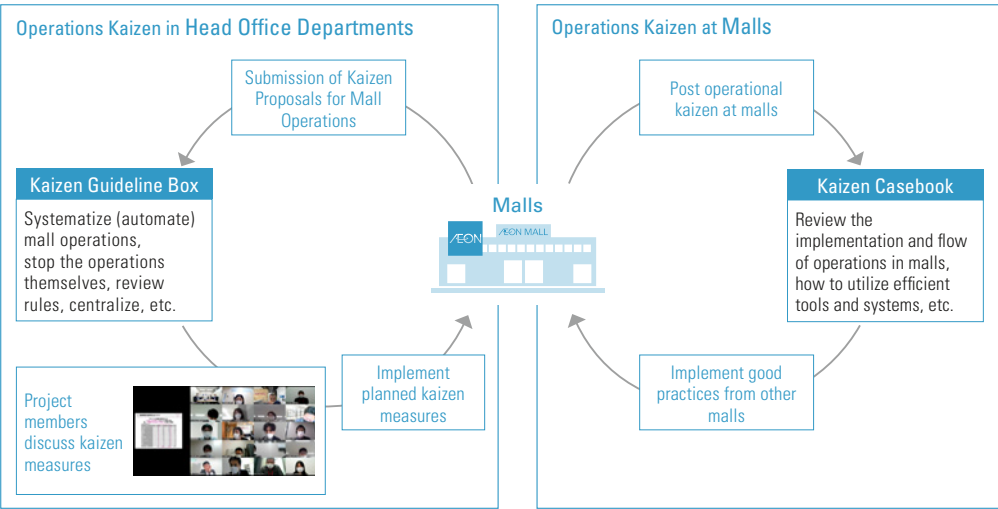 Operations Kaizen in Head Office Departments
Submission of Kaizen
Proposals for Mall
Operations
Kaizen Guideline Box
Systematize (automate)
mall operations,
stop the operations
themselves, review
rules, centralize, etc.
Project
members
discuss kaizen
measures
Implement
planned kaizen
measures
Malls
ÆON
ÆON MALL
Operations Kaizen at Malls
Post operational
kaizen at malls
Kaizen Casebook
Review the
implementation and flow
of operations in malls,
how to utilize efficient
tools and systems, etc.
Implement good
practices from other
malls